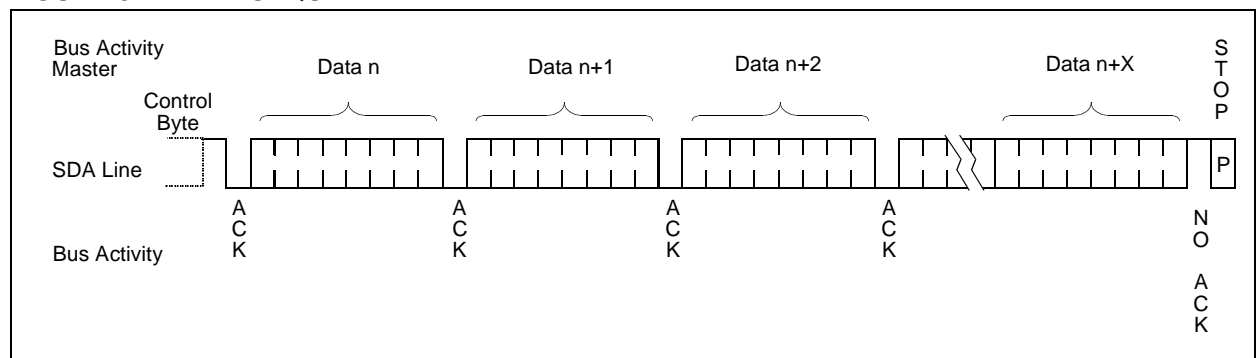 Bus Activity
Master
Control
Byte
Data n
Data n+1
Data n+2
Data n+X
S
T
O
P
SDA Line
P
Bus Activity
A
C
K
A
C
K
A
C
K
A
C
K
N
O
A
C
K